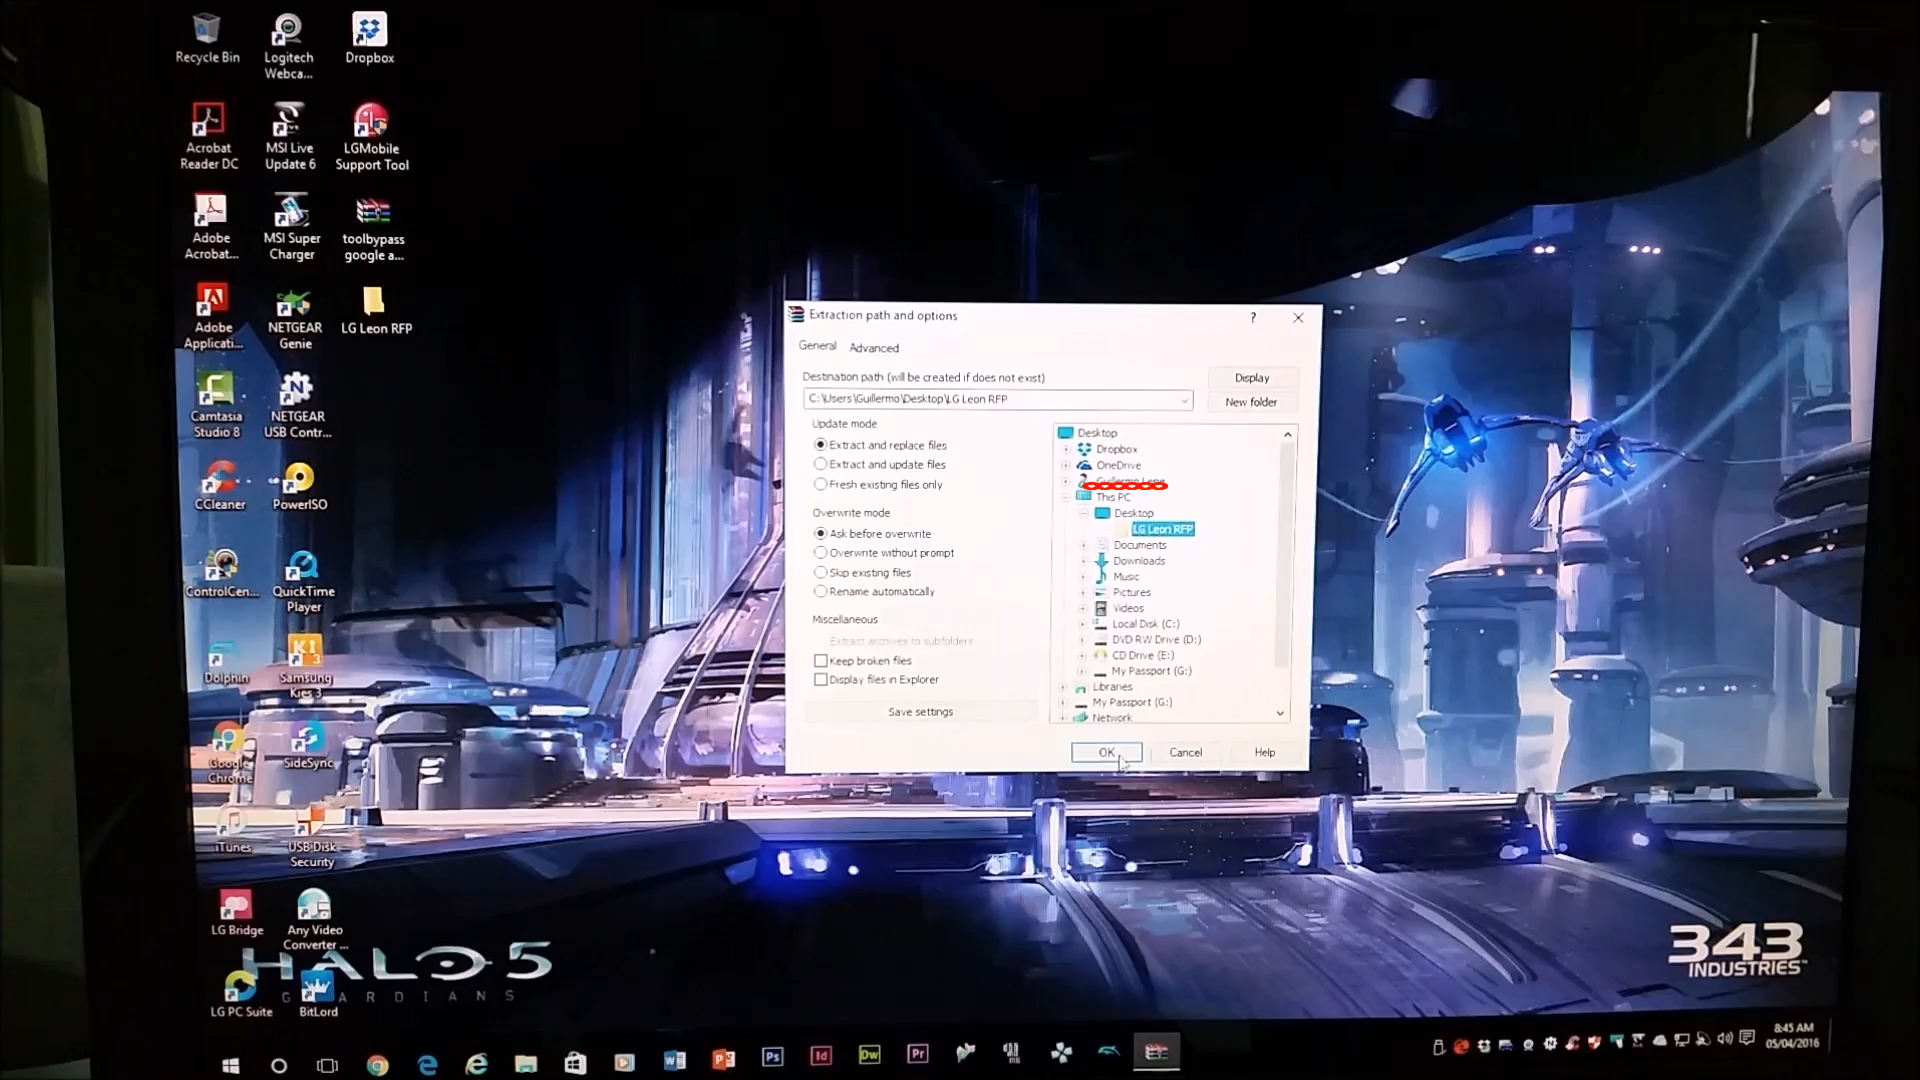 Recycle Bin
Logitech
Webca...
Dropbox
Acrobat
Reader DC
MSI Live
Update 6
LGMobile
Support Tool
Adobe
Acrobat...
MSI Super
Charger
toolbypass
google a...
Adobe
Applicati...
NETGEAR
Genie
LG Leon RFP
Camtasia
Studio 8
NETGEAR
USB Contr...
CCleaner
PowerISO
ControlCen...
QuickTime
Player
Dolphin
KI
3
Samsung
Kies 3
Google
Chrome
SideSync
iTunes
USB Disk
Security
LG Bridge
Any Video
Converter ...
LG PC Suite
BitLord
HALO 5
GUARDIANS
Extraction path and options
?
General
Advanced
Destination path (will be created if does not exist)
Display
C:\Users\Guillermo\Desktop\LG Leon RFP
New folder
Update mode
Extract and replace files
Extract and update files
Fresh existing files only
Overwrite mode
Ask before overwrite
Overwrite without prompt
Skip existing files
Rename automatically
Miscellaneous
Extract archives to subfolders
Keep broken files
Display files in Explorer
Save settings
Desktop
Dropbox
OneDrive
This PC
Desktop
LG Leon RFP
Documents
Downloads
Music
Pictures
Videos
Local Disk (C:)
DVD RW Drive (D:)
CD Drive (E:)
My Passport (G:)
Libraries
My Passport (G:)
Network
OK
Cancel
Help
343
INDUSTRIES™
Ps
Id
Dw
Pr
8:45 AM
05/04/2016